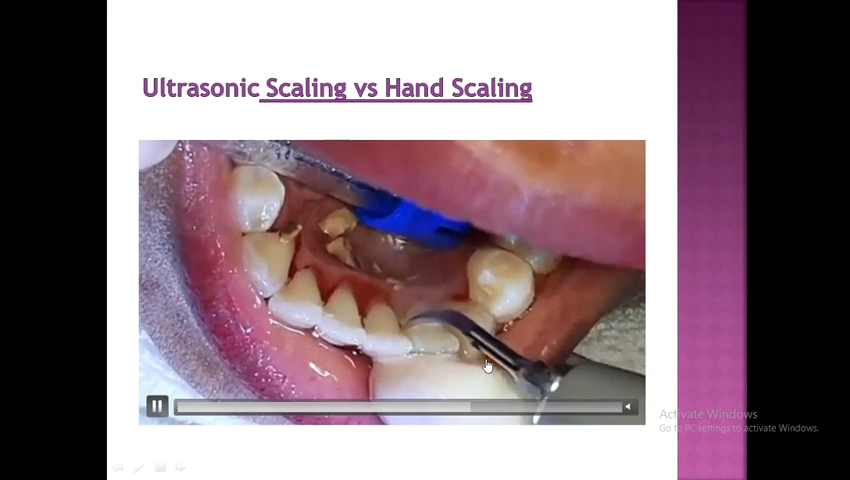 Ultrasonic Scaling vs Hand Scaling
Activate Windows
Go to PC settings to activate Windows.